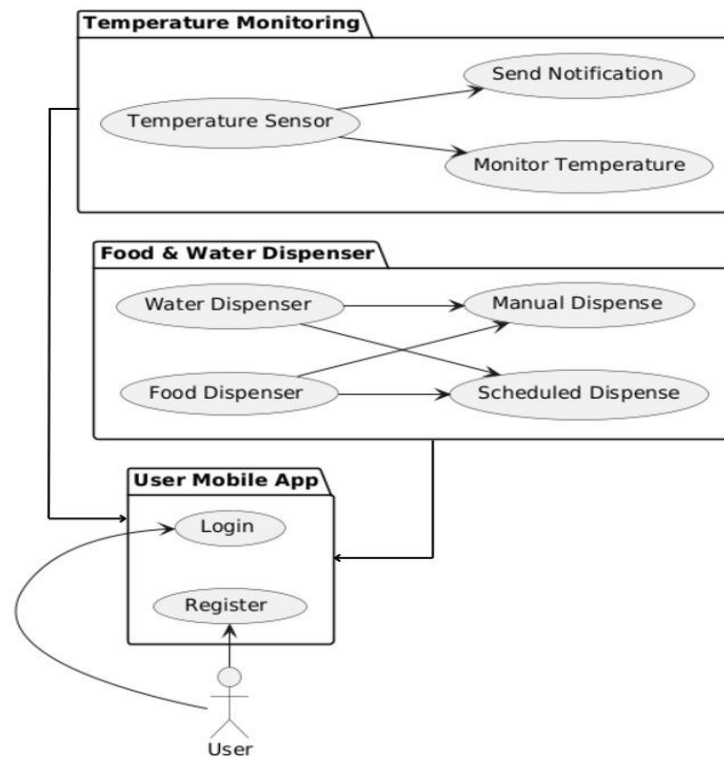 Temperature Monitoring
Send Notification
Temperature Sensor
Monitor Temperature
Food & Water Dispenser
Water Dispenser
Manual Dispense
Food Dispenser
Scheduled Dispense
User Mobile App
Login
Register
User